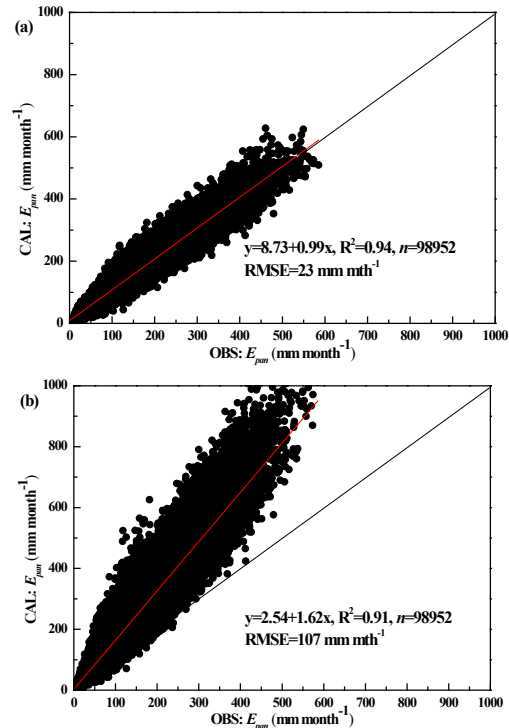 (a)
1000
800
600
400
200
0
CAL: E_pan (mm month⁻¹)
y=8.73+0.99x, R²=0.94, n=98952
RMSE=23 mm mth⁻¹
0 100 200 300 400 500 600 700 800 900 1000
OBS: E_pan (mm month⁻¹)
(b)
1000
800
600
400
200
0
CAL: E_pan (mm month⁻¹)
y=2.54+1.62x, R²=0.91, n=98952
RMSE=107 mm mth⁻¹
0 100 200 300 400 500 600 700 800 900 1000
OBS: E_pan (mm month⁻¹)